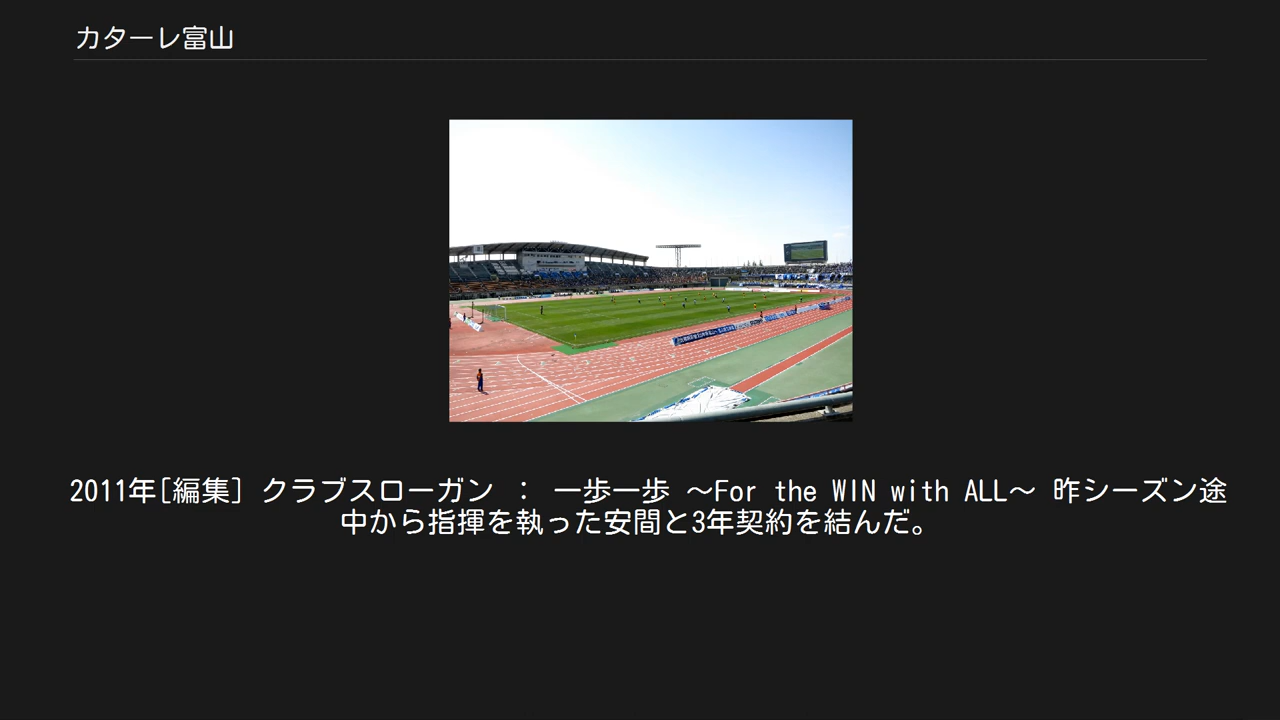 カターレ富山
2011年[編集] クラブスローガン : 一歩一歩 〜For the WIN with ALL〜 昨シーズン途
中から指揮を執った安間と3年契約を結んだ。